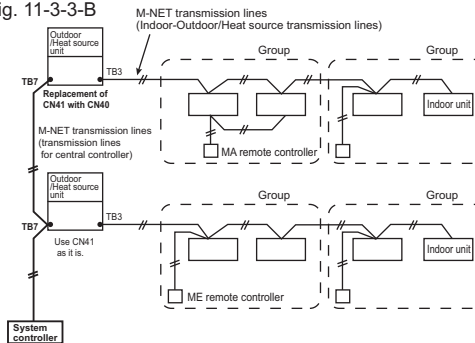 ig. 11-3-3-B
M-NET transmission lines
(Indoor-Outdoor/Heat source transmission lines)
Outdoor
/Heat source
unit
TB7
TB3
Replacement of
CN41 with CN40
Group
Group
Indoor unit
MA remote controller
M-NET transmission lines
(transmission lines
for central controller)
Outdoor
/Heat source
unit
TB7
TB3
Use CN41
as it is.
Group
Group
Indoor unit
ME remote controller
System
controller